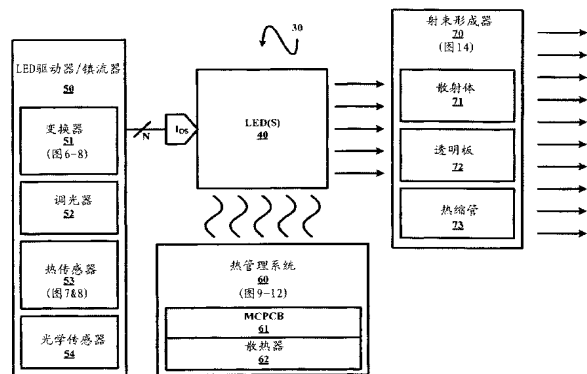 LED驱动器/镇流器
50
变换器
51
(图6-8)
调光器
52
热传感器
53
(图7&8)
光学传感器
54
N
IDS
30
LED(S)
40
热管理系统
60
(图9-12)
MCPCB
61
散热器
62
射束形成器
70
(图14)
散射体
71
透明板
72
热缩管
73